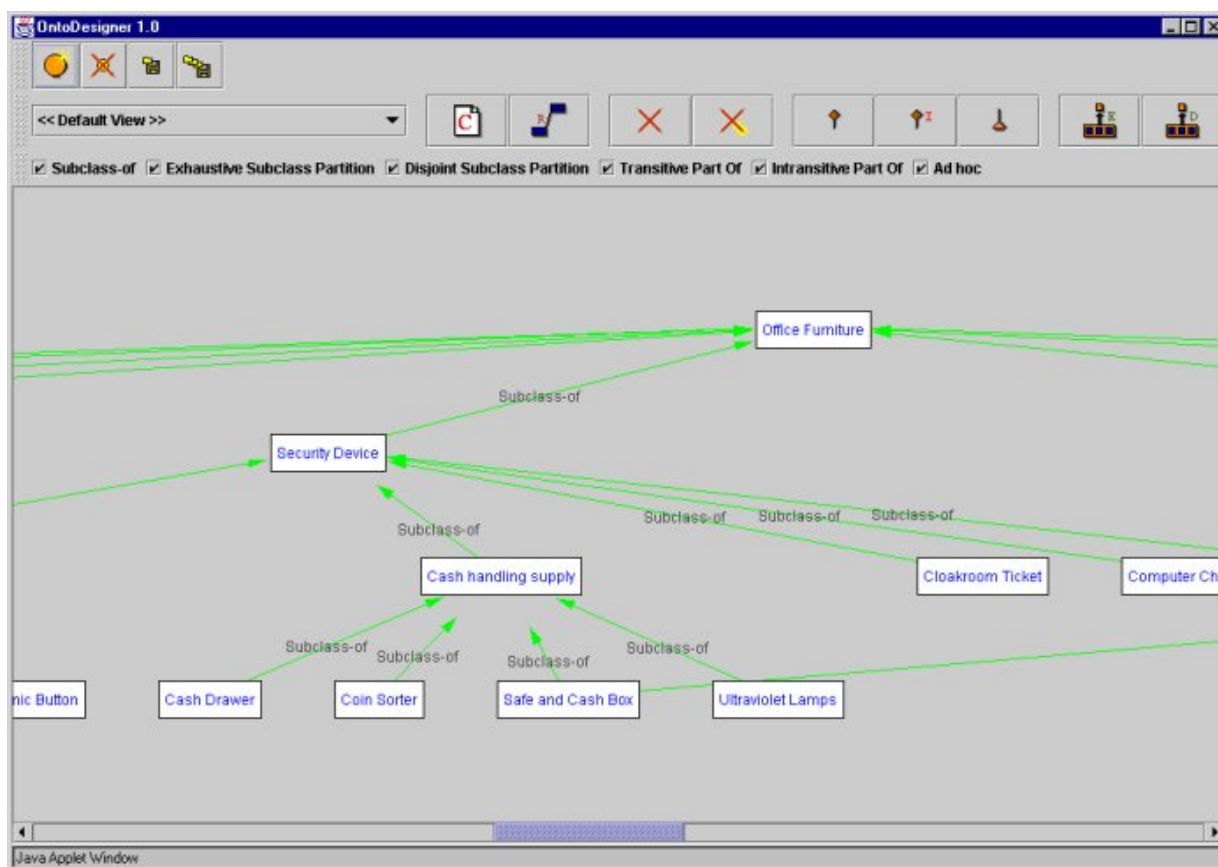 OntoDesigner 1.0
<< Default View >>
C
R
I
E
D
Subclass-of Exhaustive Subclass Partition Disjoint Subclass Partition Transitive Part Of Intransitive Part Of Ad hoc
Office Furniture
Subclass-of
Security Device
Subclass-of Subclass-of Subclass-of
Subclass-of
Cash handling supply
Cloakroom Ticket
Computer Ch
Subclass-of
Subclass-of
Subclass-of
Subclass-of
nic Button
Cash Drawer
Coin Sorter
Safe and Cash Box
Ultraviolet Lamps
Java Applet Window